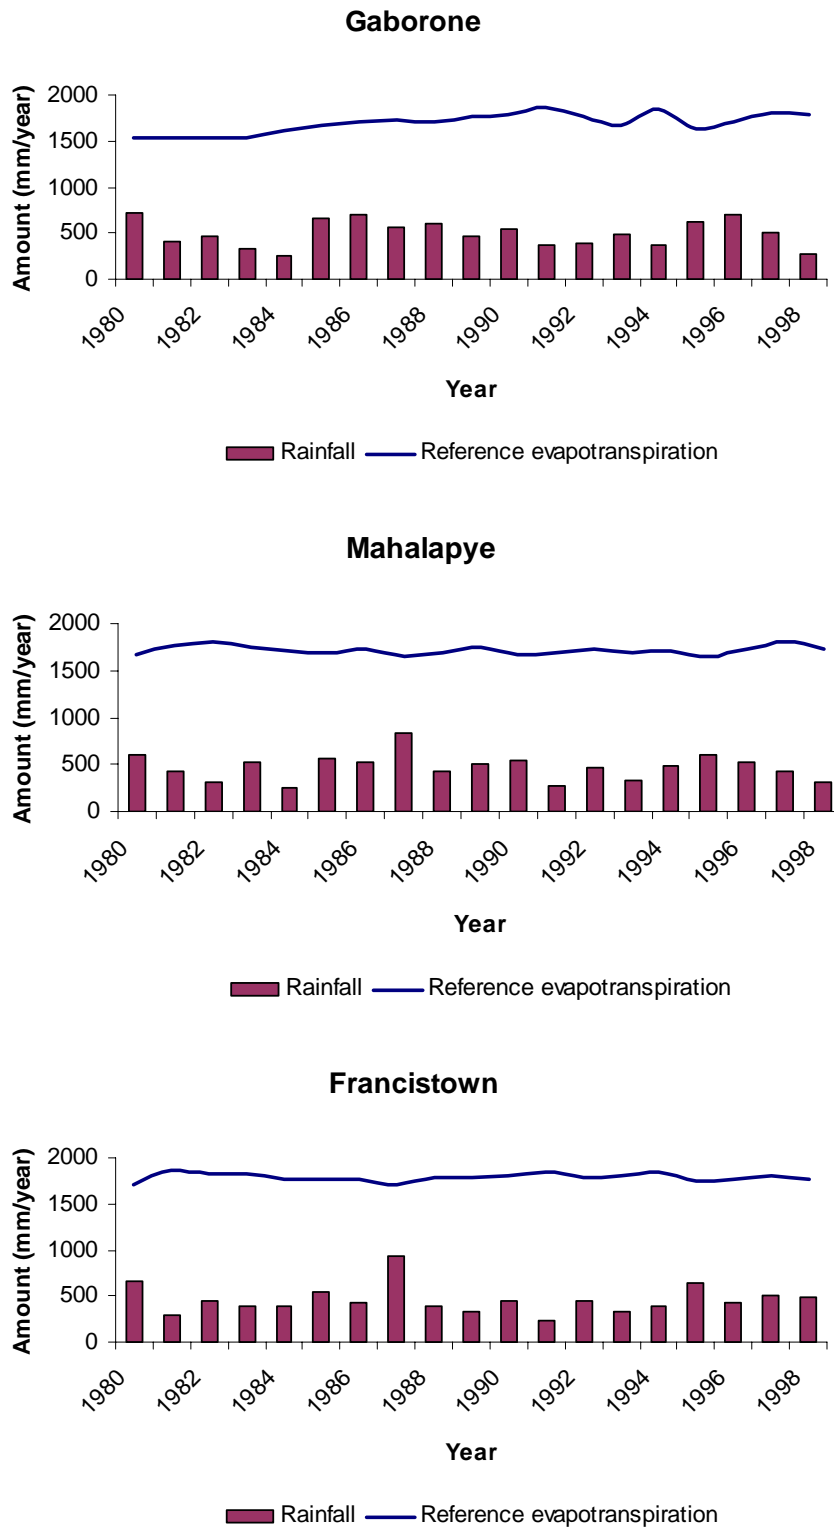 Gaborone
2000
1500
1000
500
0
Amount (mm/year)
1980 1982 1984 1986 1988 1990 1992 1994 1996 1998
Year
Rainfall Reference evapotranspiration
Mahalapye
2000
1500
1000
500
0
Amount (mm/year)
1980 1982 1984 1986 1988 1990 1992 1994 1996 1998
Year
Rainfall Reference evapotranspiration
Francistown
2000
1500
1000
500
0
Amount (mm/year)
1980 1982 1984 1986 1988 1990 1992 1994 1996 1998
Year
Rainfall Reference evapotranspiration